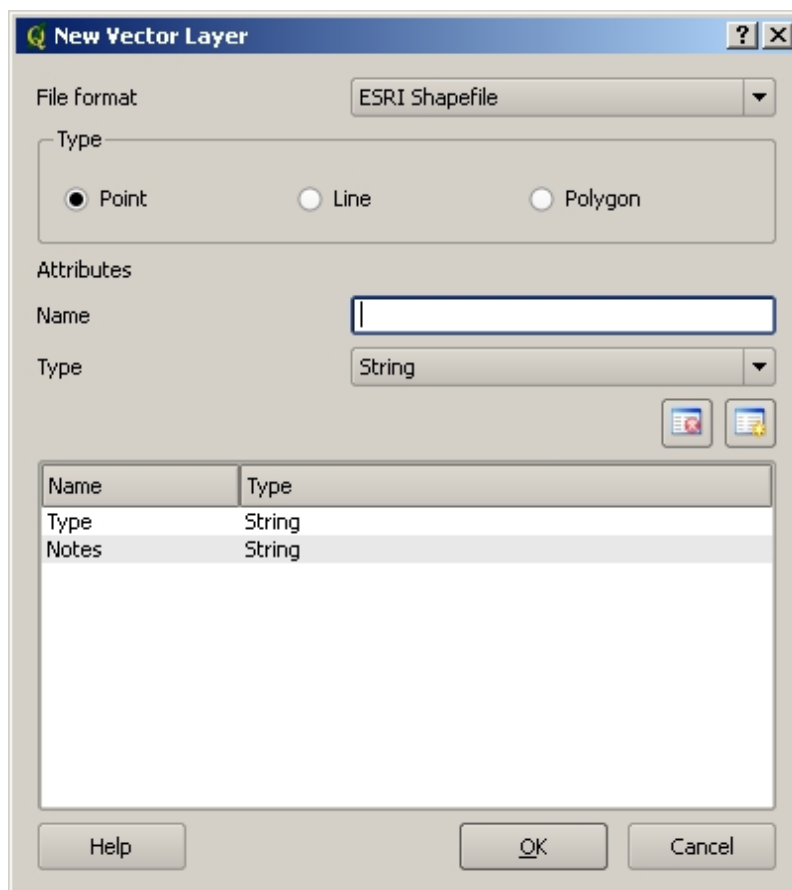 New Vector Layer
File format ESRI Shapefile
Type
Point Line Polygon
Attributes
Name
Type String
Name Type
Type String
Notes String
Help OK Cancel